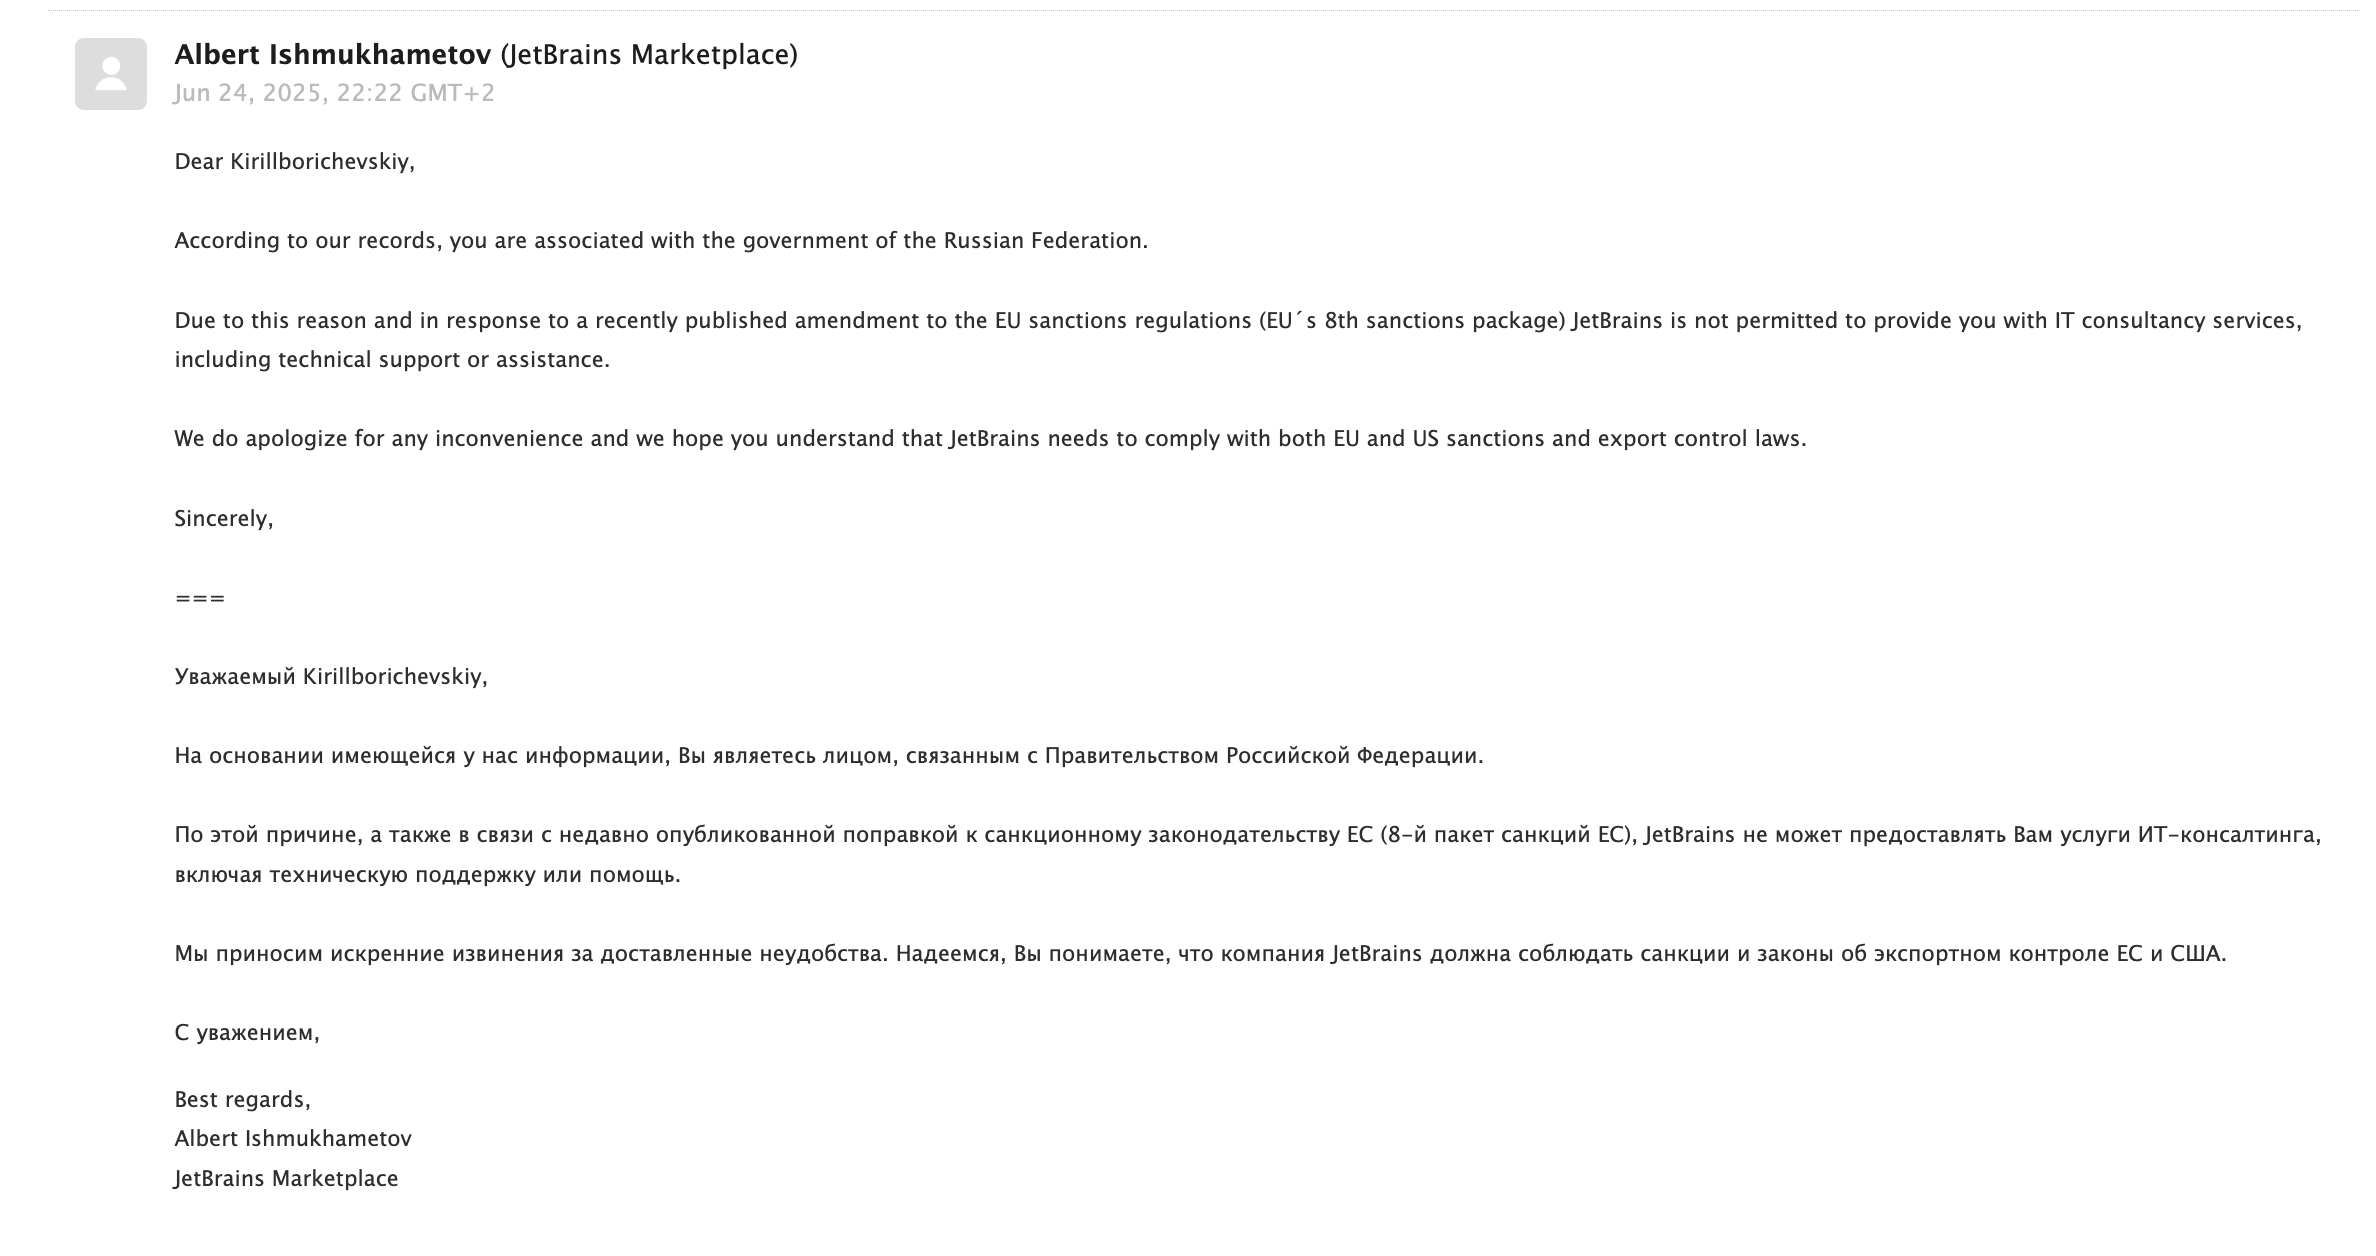 Albert Ishmukhametov (JetBrains Marketplace)
Jun 24, 2025, 22:22 GMT+2
Dear Kirillborichevskiy,
According to our records, you are associated with the government of the Russian Federation.
Due to this reason and in response to a recently published amendment to the EU sanctions regulations (EU´s 8th sanctions package) JetBrains is not permitted to provide you with IT consultancy services,
including technical support or assistance.
We do apologize for any inconvenience and we hope you understand that JetBrains needs to comply with both EU and US sanctions and export control laws.
Sincerely,
===
Уважаемый Kirillborichevskiy,
На основании имеющейся у нас информации, Вы являетесь лицом, связанным с Правительством Российской Федерации.
По этой причине, а также в связи с недавно опубликованной поправкой к санкционному законодательству ЕС (8-й пакет санкций ЕС), JetBrains не может предоставлять Вам услуги ИТ-консалтинга,
включая техническую поддержку или помощь.
Мы приносим искренние извинения за доставленные неудобства. Надеемся, Вы понимаете, что компания JetBrains должна соблюдать санкции и законы об экспортном контроле ЕС и США.
С уважением,
Best regards,
Albert Ishmukhametov
JetBrains Marketplace